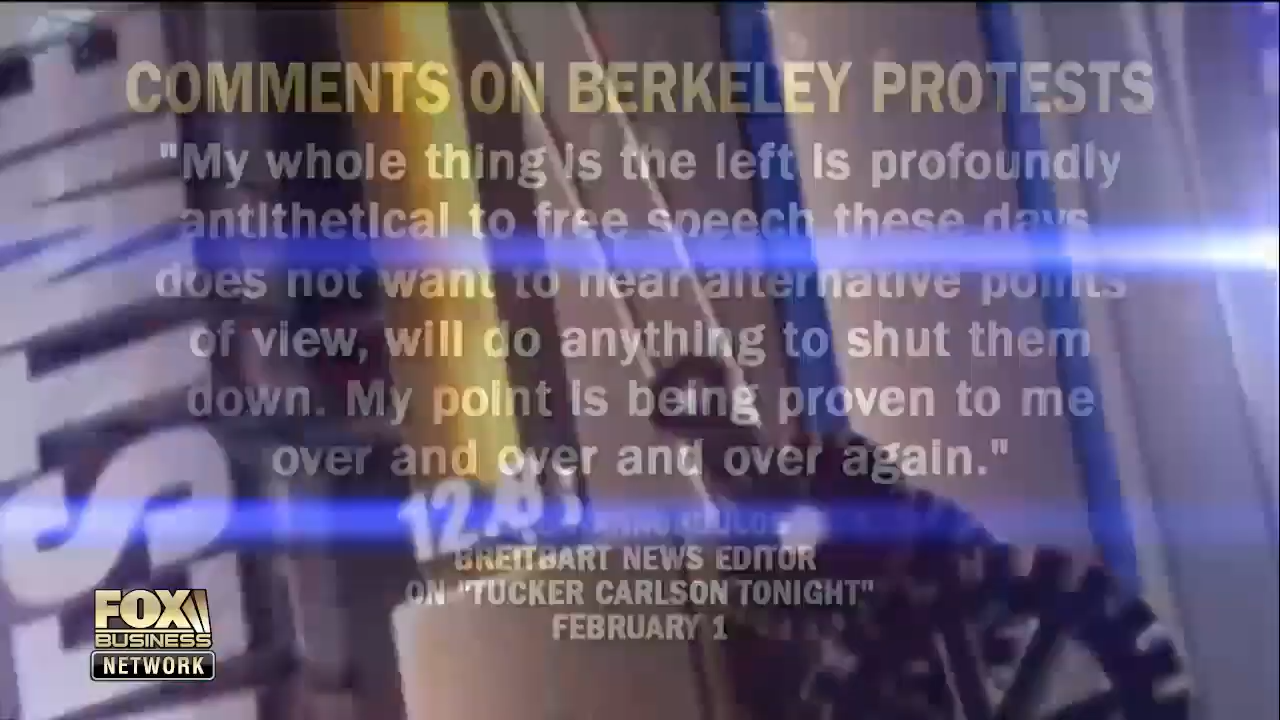 COMMENTS ON BERKELEY PROTESTS
"My whole thing is the left is profoundly
antithetical to free speech these days
does not want to hear alternative points
of view, will do anything to shut them
down. My point is being proven to me
over and over and over again."
BREITBART NEWS EDITOR
ON "TUCKER CARLSON TONIGHT"
FEBRUARY 1
FOX
BUSINESS
NETWORK